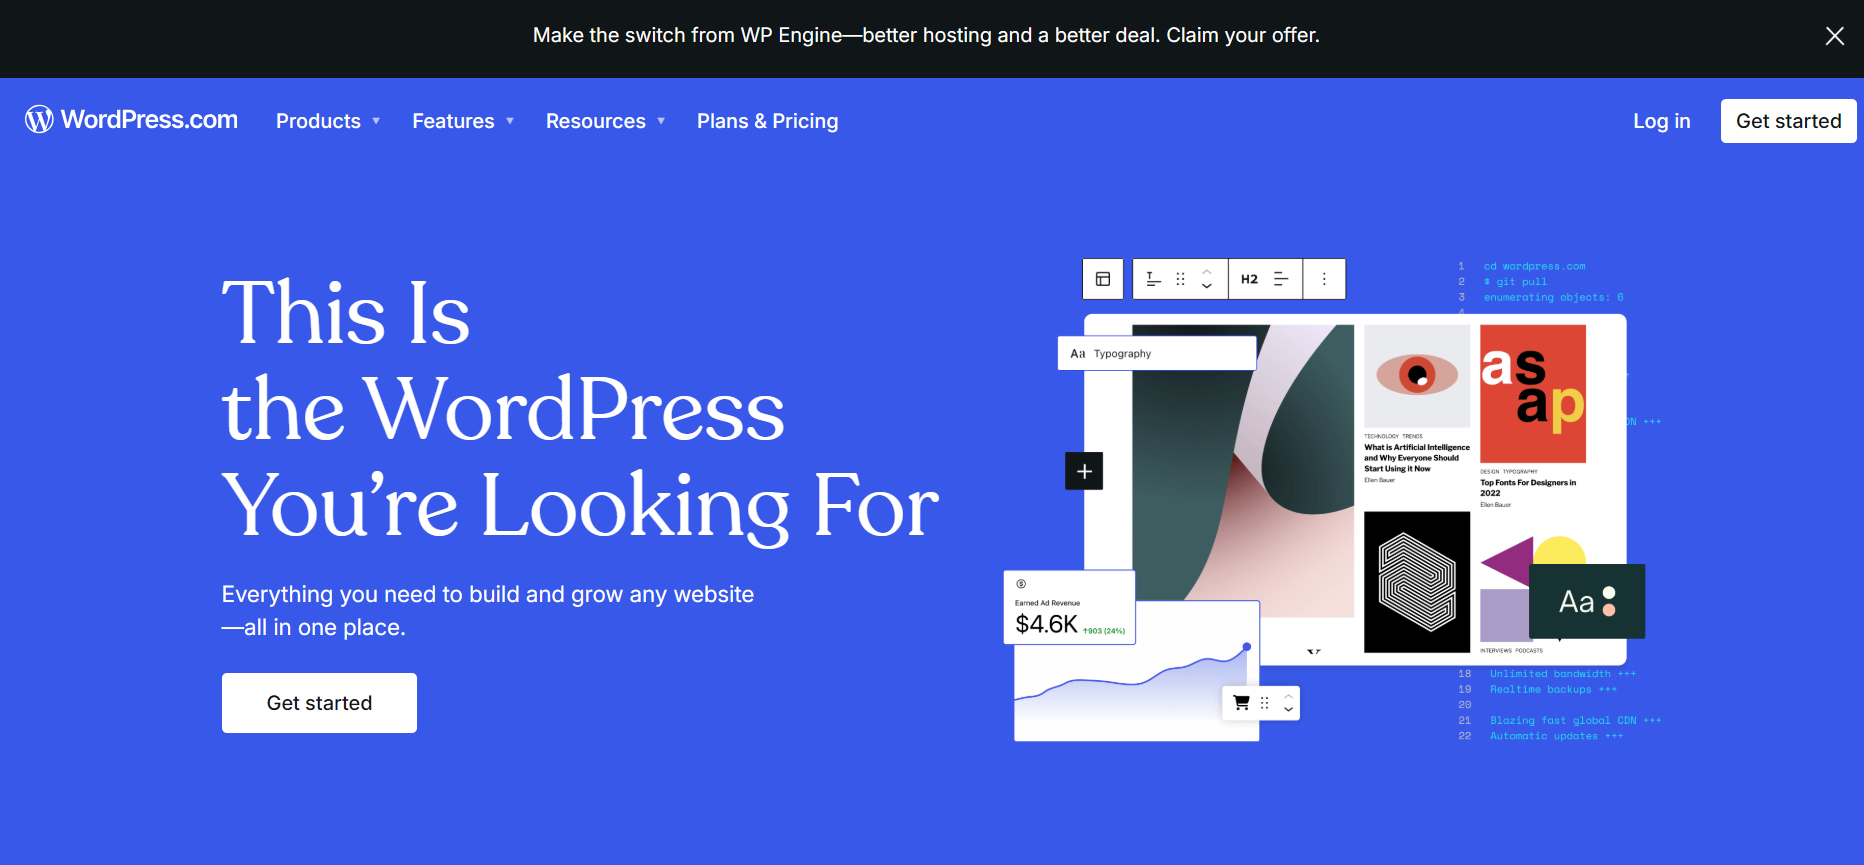 Make the switch from WP Engine—better hosting and a better deal. Claim your offer.
WordPress.com
Products
Features
Resources
Plans & Pricing
Log in
Get started
This Is
the WordPress
You’re Looking For
Everything you need to build and grow any website
—all in one place.
Get started
H2
1 cd wordpress.com
2 $ git pull
3 enumerating objects: 6
Aa Typography
as
ap
DN +++
TECHNOLOGY TRENDS
What is Artificial Intelligence
and Why Everyone Should
Start Using it Now
Ellen Bauer
DESIGN TYPOGRAPHY
Top Fonts For Designers in
2022
Ellen Bauer
Aa
INTERVIEWS PODCASTS
Earned Ad Revenue
$4.6K ↑903 (24%)
18 Unlimited bandwidth +++
19 Realtime backups +++
20
21 Blazing fast global CDN +++
22 Automatic updates +++